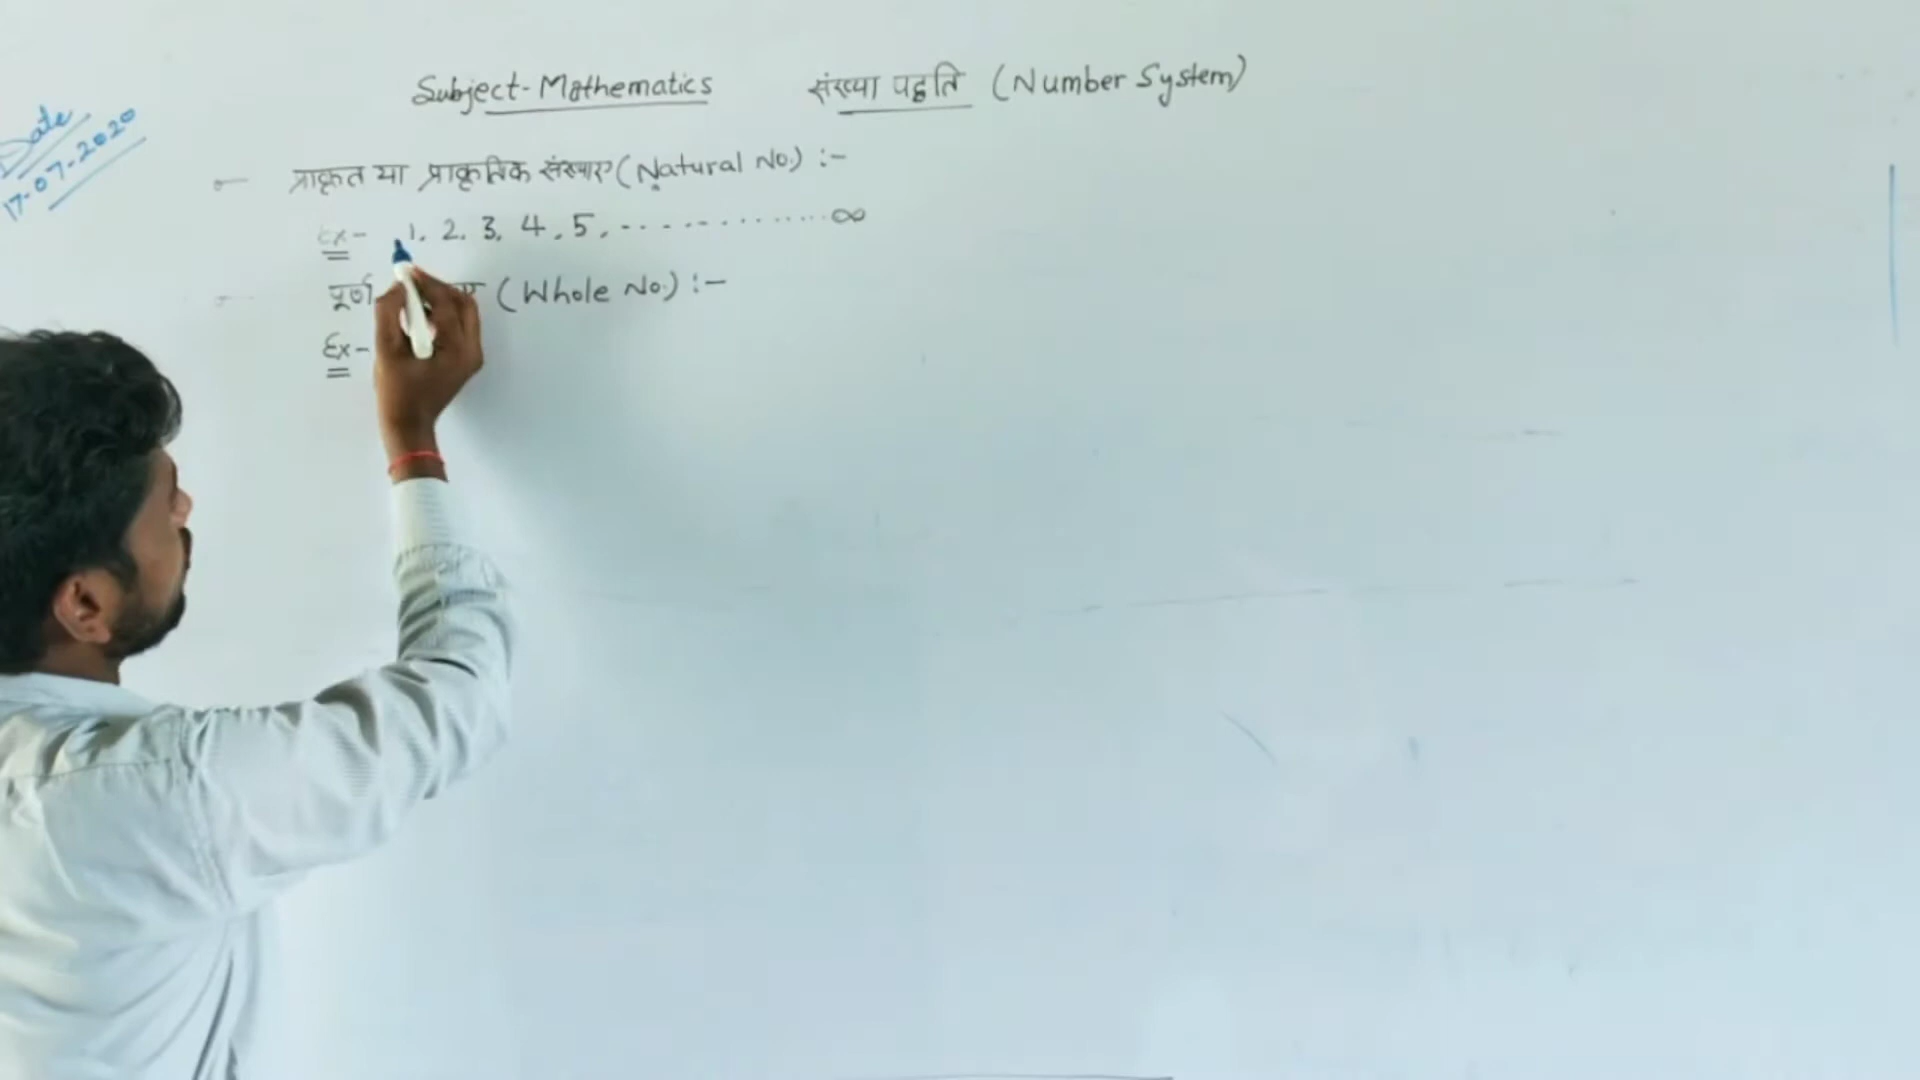 Subject-Mathematics संख्या पद्धति (Number System)
Date
17-07-2020
प्राकृत या प्राकृतिक संख्याएं (Natural No.) :-
Ex- 1, 2, 3, 4, 5, ............. ∞
पूर्ण (Whole No.) :-
Ex-